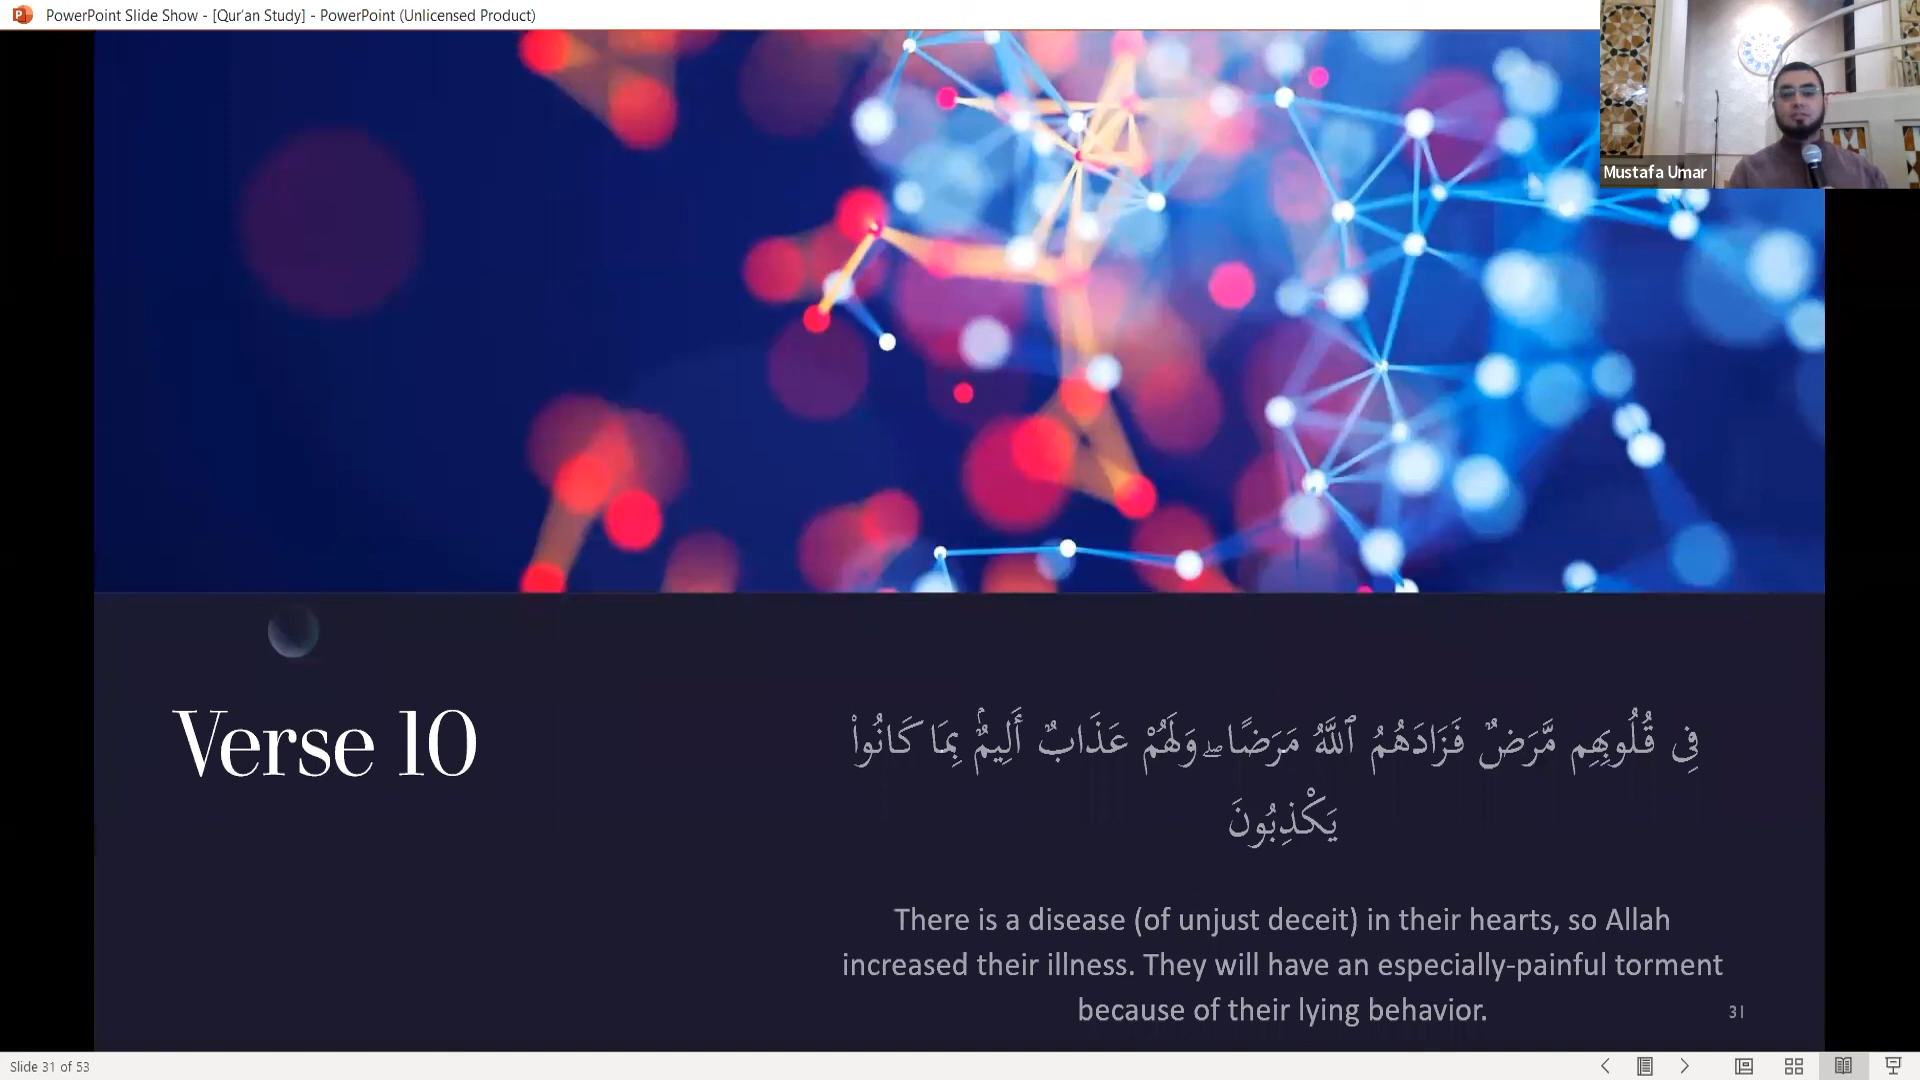 PowerPoint Slide Show - [Qur'an Study] - PowerPoint (Unlicensed Product)
Mustafa Umar
Verse 10
فِى قُلُوبِهِم مَّرَضٌ فَزَادَهُمُ ٱللَّهُ مَرَضًا ۖ وَلَهُمْ عَذَابٌ أَلِيمٌۢ بِمَا كَانُوا۟
يَكْذِبُونَ
There is a disease (of unjust deceit) in their hearts, so Allah
increased their illness. They will have an especially-painful torment
because of their lying behavior.
31
Slide 31 of 53